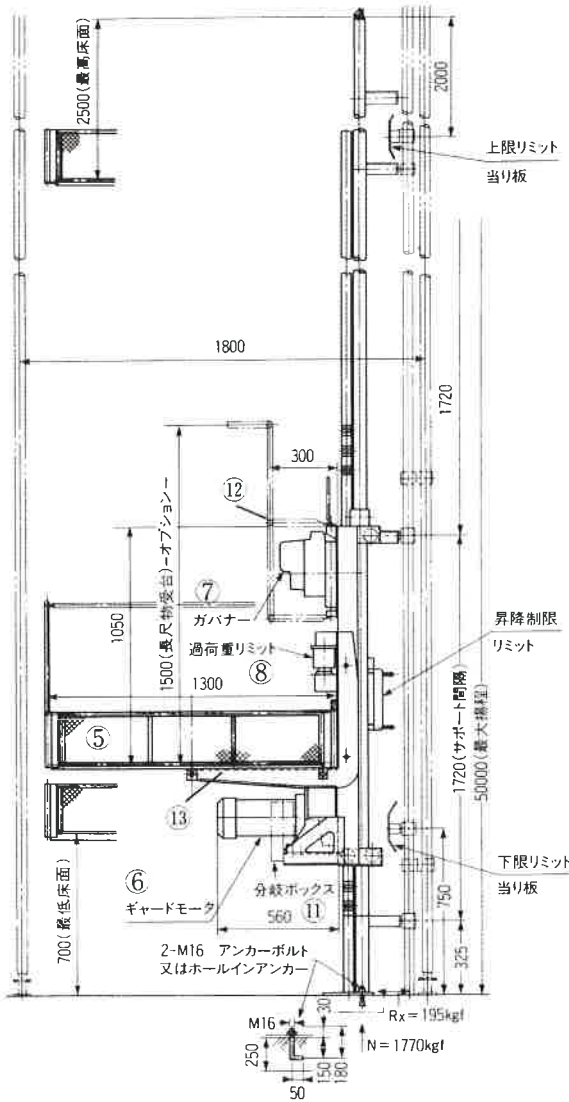 2500(最高床面)
2000
上限リミット
当り板
1800
1720
300
⑫
1500(長尺物受台)-オプション-
1050
⑦
ガバナー
過荷重リミット
⑧
1300
昇降制限
リミット
⑤
1720(サポート間隔)
50000(最大揚程)
⑬
⑥
ギャードモータ
分岐ボックス
⑪
560
700(最低床面)
下限リミット
当り板
750
325
2-M16 アンカーボルト
又はホールインアンカー
M16
30
Rx=195kgf
N=1770kgf
250
150
180
50